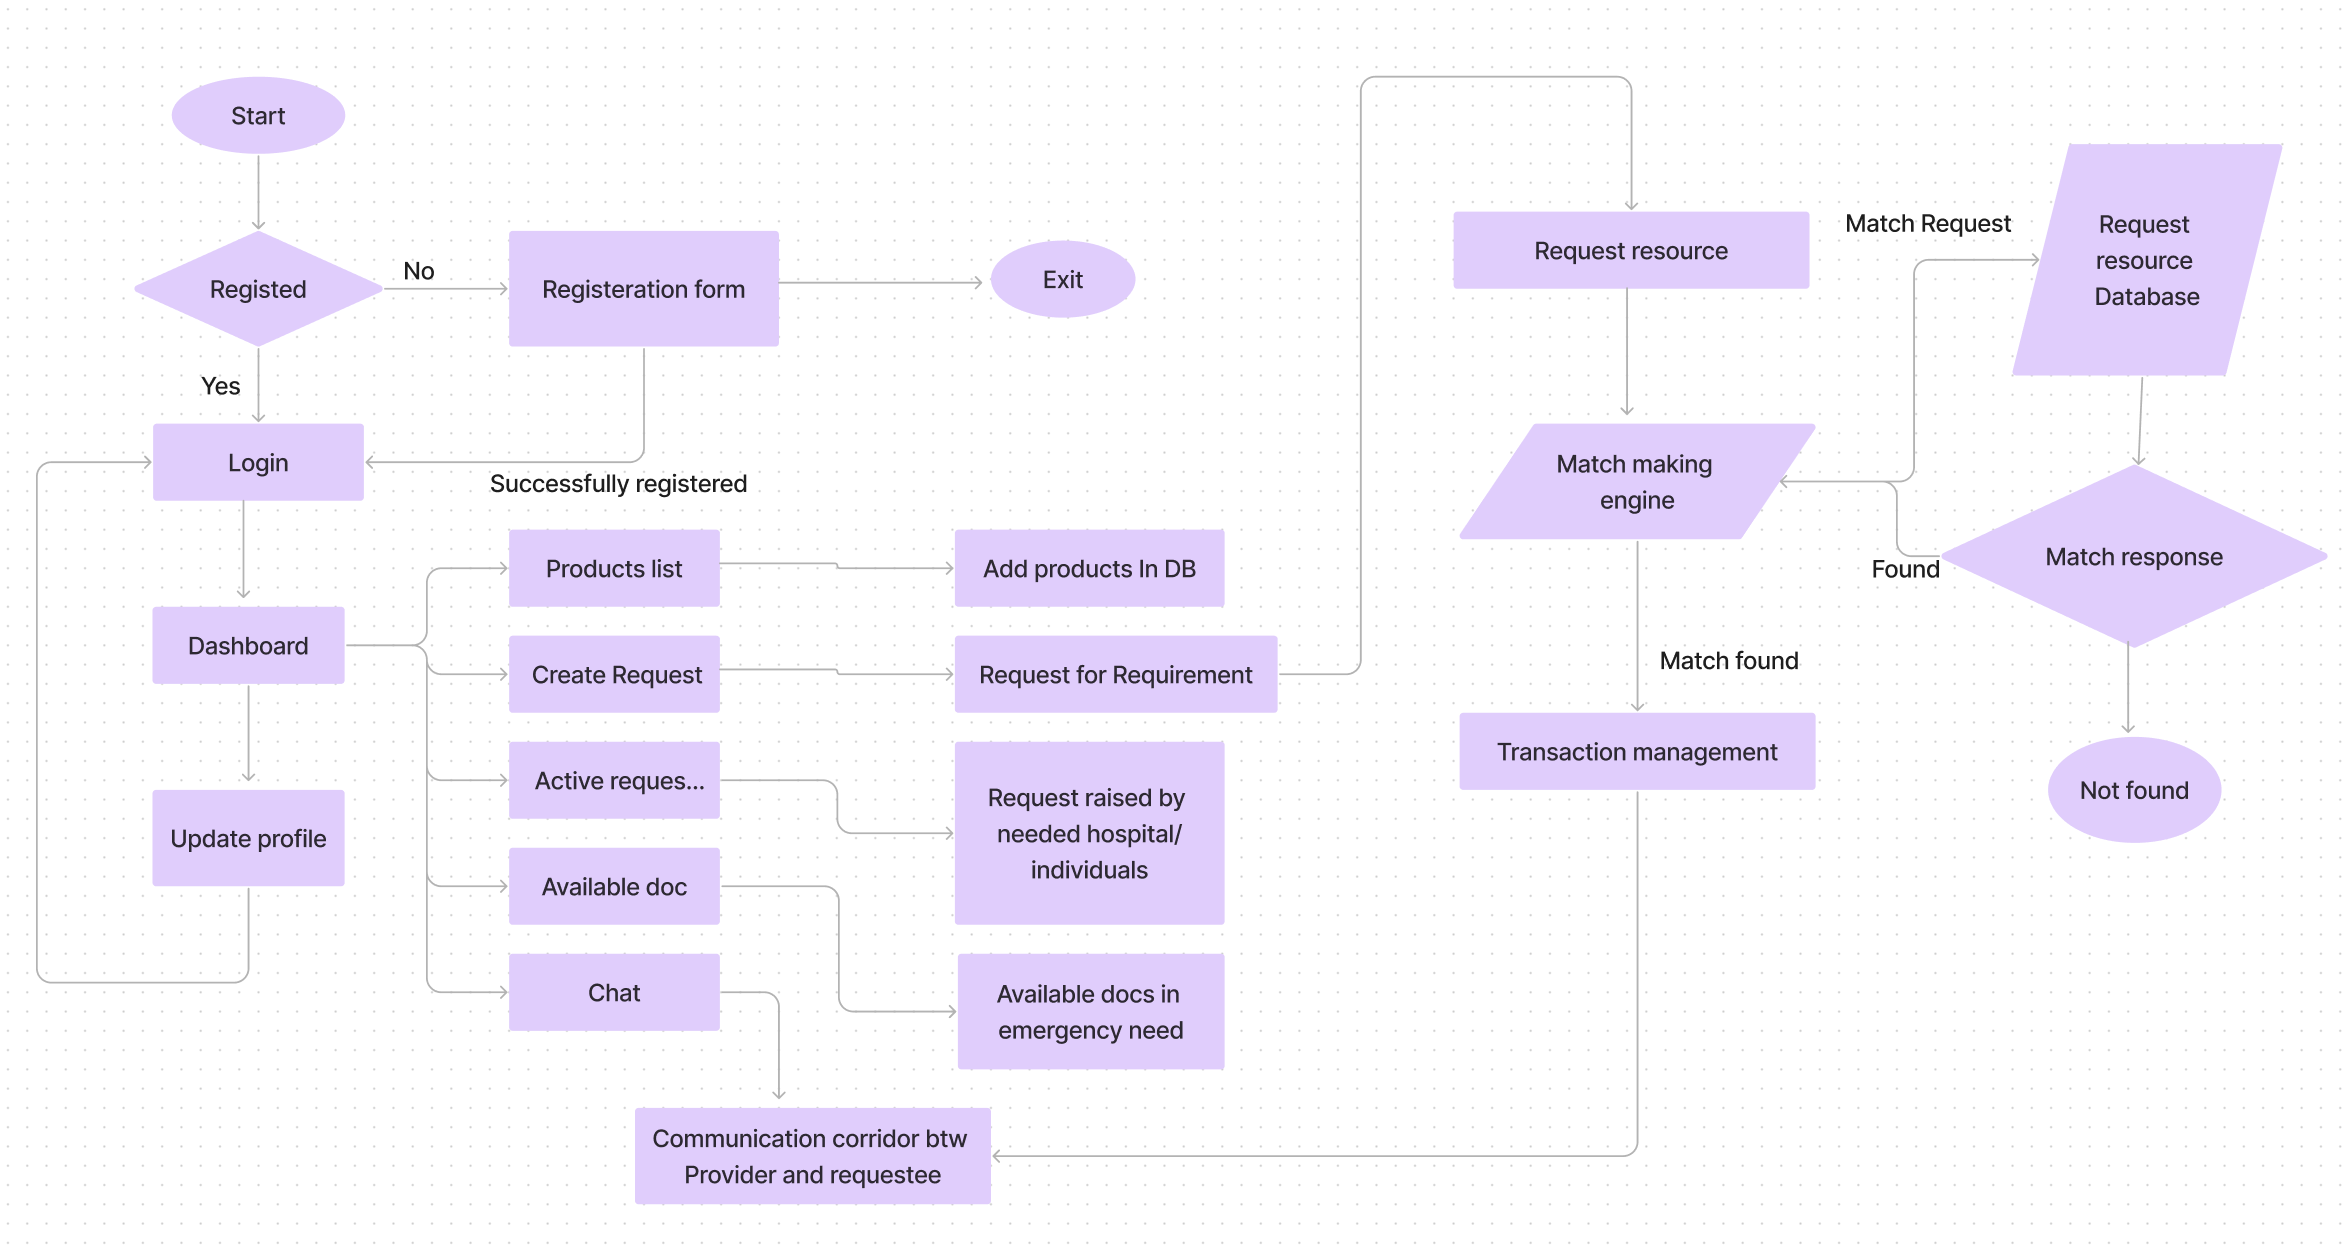 Start
Registed
No
Registeration form
Exit
Yes
Login
Successfully registered
Dashboard
Update profile
Products list
Add products In DB
Create Request
Request for Requirement
Active reques...
Request raised by
needed hospital/
individuals
Available doc
Available docs in
emergency need
Chat
Communication corridor btw
Provider and requestee
Request resource
Match making
engine
Match found
Transaction management
Match Request
Request
resource
Database
Found
Match response
Not found